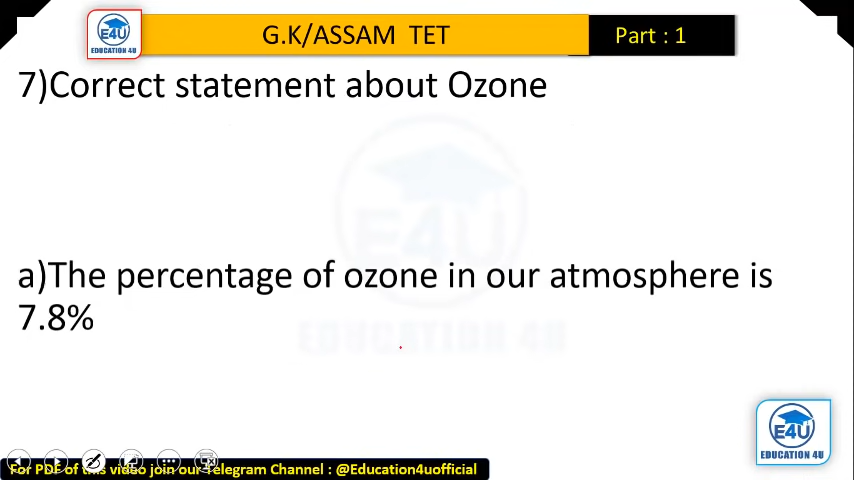 E4U
EDUCATION 4U
G.K/ASSAM TET
Part : 1
7)Correct statement about Ozone
E4U
EDUCATION 4U
a)The percentage of ozone in our atmosphere is
7.8%
E4U
EDUCATION 4U
For PDF of this video join our Telegram Channel : @Education4uofficial